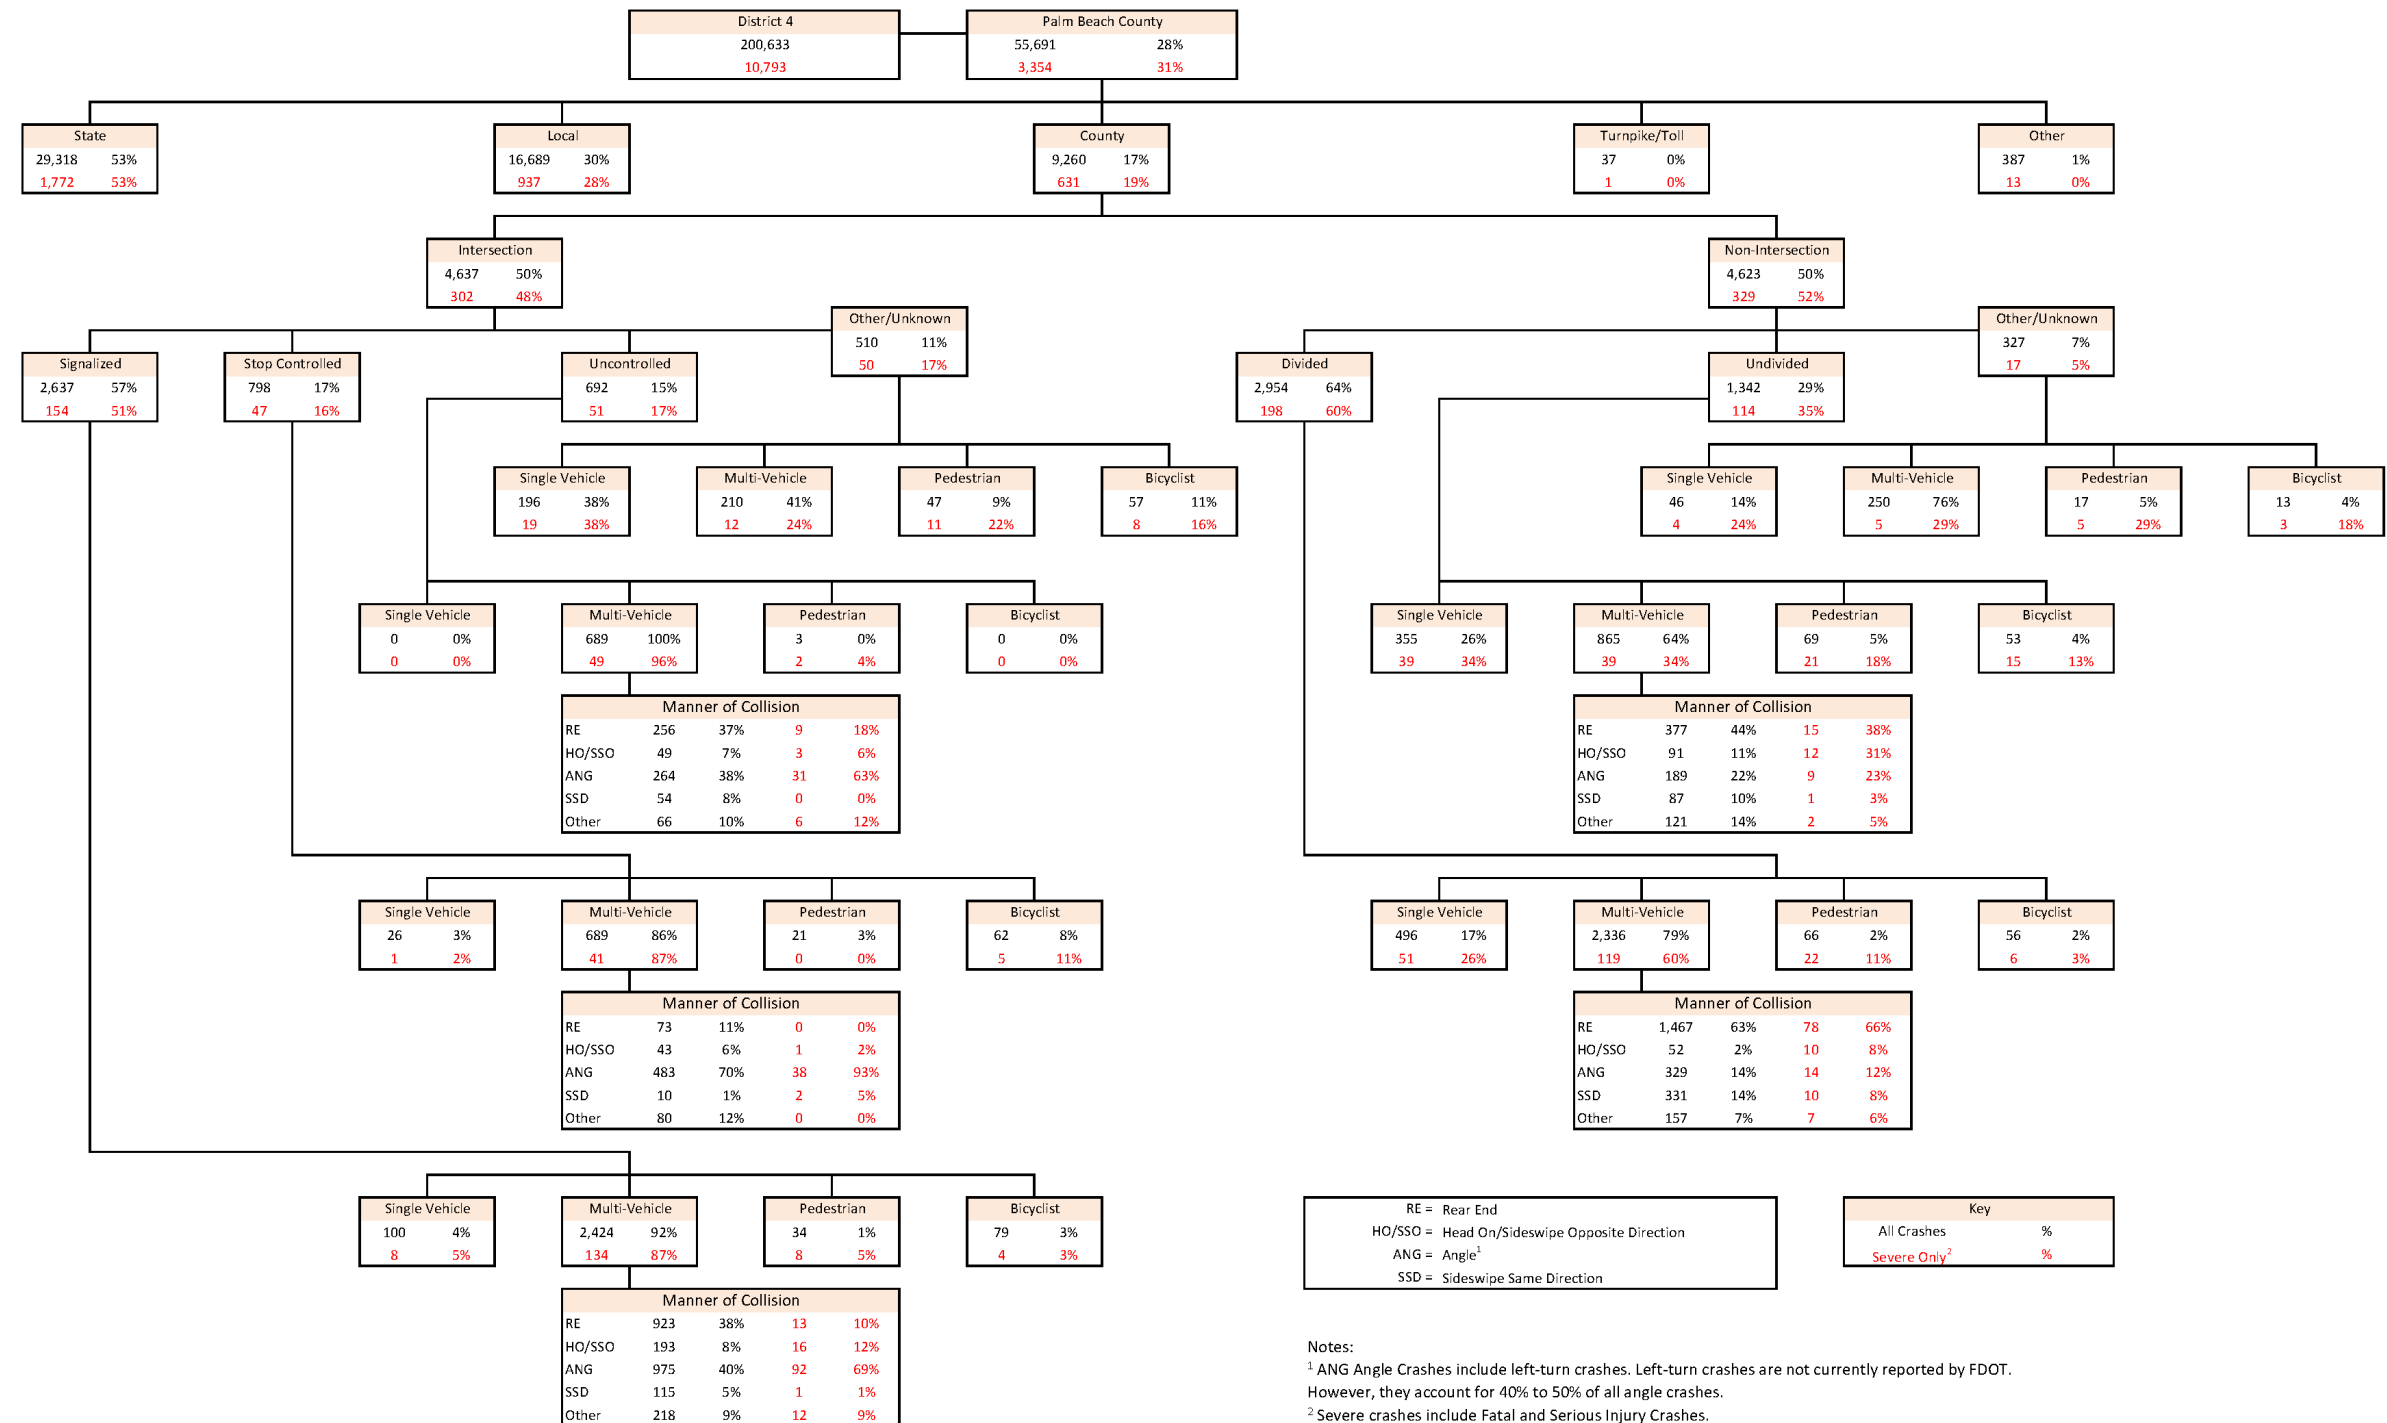 District 4
200,633
10,793
Palm Beach County
55,691 28%
3,354 31%
State
29,318 53%
1,772 53%
Local
16,689 30%
937 28%
County
9,260 17%
631 19%
Turnpike/Toll
37 0%
1 0%
Other
387 1%
13 0%
Intersection
4,637 50%
302 48%
Non-Intersection
4,623 50%
329 52%
Signalized
2,637 57%
154 51%
Stop Controlled
798 17%
47 16%
Uncontrolled
692 15%
51 17%
Other/Unknown
510 11%
50 17%
Divided
2,954 64%
198 60%
Undivided
1,342 29%
114 35%
Other/Unknown
327 7%
17 5%
Single Vehicle
196 38%
19 38%
Multi-Vehicle
210 41%
12 24%
Pedestrian
47 9%
11 22%
Bicyclist
57 11%
8 16%
Single Vehicle
46 14%
4 24%
Multi-Vehicle
250 76%
5 29%
Pedestrian
17 5%
5 29%
Bicyclist
13 4%
3 18%
Single Vehicle
0 0%
0 0%
Multi-Vehicle
689 100%
49 96%
Pedestrian
3 0%
2 4%
Bicyclist
0 0%
0 0%
Manner of Collision
RE 256 37% 9 18%
HO/SSO 49 7% 3 6%
ANG 264 38% 31 63%
SSD 54 8% 0 0%
Other 66 10% 6 12%
Single Vehicle
355 26%
39 34%
Multi-Vehicle
865 64%
39 34%
Pedestrian
69 5%
21 18%
Bicyclist
53 4%
15 13%
Manner of Collision
RE 377 44% 15 38%
HO/SSO 91 11% 12 31%
ANG 189 22% 9 23%
SSD 87 10% 1 3%
Other 121 14% 2 5%
Single Vehicle
26 3%
1 2%
Multi-Vehicle
689 86%
41 87%
Pedestrian
21 3%
0 0%
Bicyclist
62 8%
5 11%
Manner of Collision
RE 73 11% 0 0%
HO/SSO 43 6% 1 2%
ANG 483 70% 38 93%
SSD 10 1% 2 5%
Other 80 12% 0 0%
Single Vehicle
496 17%
51 26%
Multi-Vehicle
2,336 79%
119 60%
Pedestrian
66 2%
22 11%
Bicyclist
56 2%
6 3%
Manner of Collision
RE 1,467 63% 78 66%
HO/SSO 52 2% 10 8%
ANG 329 14% 14 12%
SSD 331 14% 10 8%
Other 157 7% 7 6%
Single Vehicle
100 4%
8 5%
Multi-Vehicle
2,424 92%
134 87%
Pedestrian
34 1%
8 5%
Bicyclist
79 3%
4 3%
Manner of Collision
RE 923 38% 13 10%
HO/SSO 193 8% 16 12%
ANG 975 40% 92 69%
SSD 115 5% 1 1%
Other 218 9% 12 9%
RE = Rear End
HO/SSO = Head On/Sideswipe Opposite Direction
ANG = Angle¹
SSD = Sideswipe Same Direction
Key
All Crashes %
Severe Only² %
Notes:
¹ ANG Angle Crashes include left-turn crashes. Left-turn crashes are not currently reported by FDOT.
However, they account for 40% to 50% of all angle crashes.
² Severe crashes include Fatal and Serious Injury Crashes.